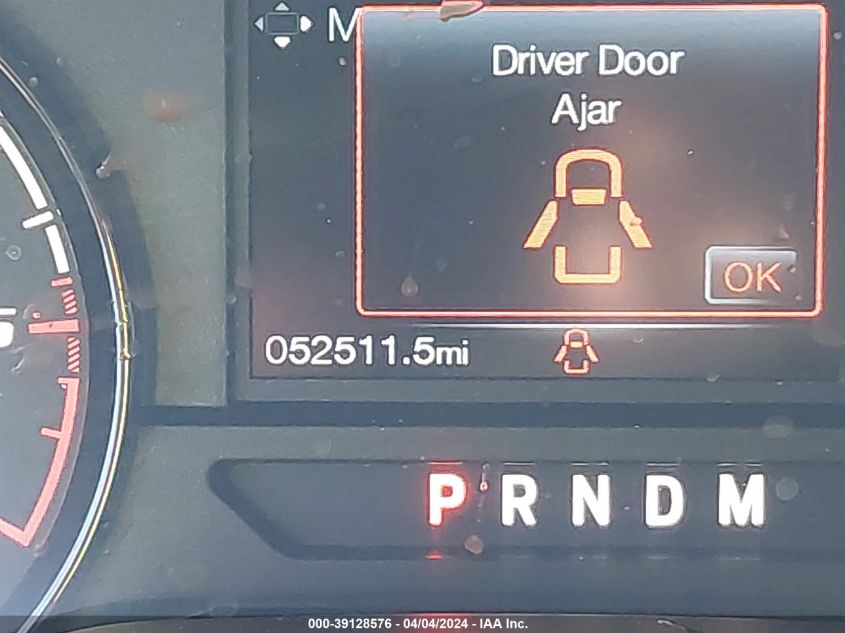 M
Driver Door
Ajar
OK
052511.5mi
P R N D M
000-39128576 - 04/04/2024 - IAA Inc.